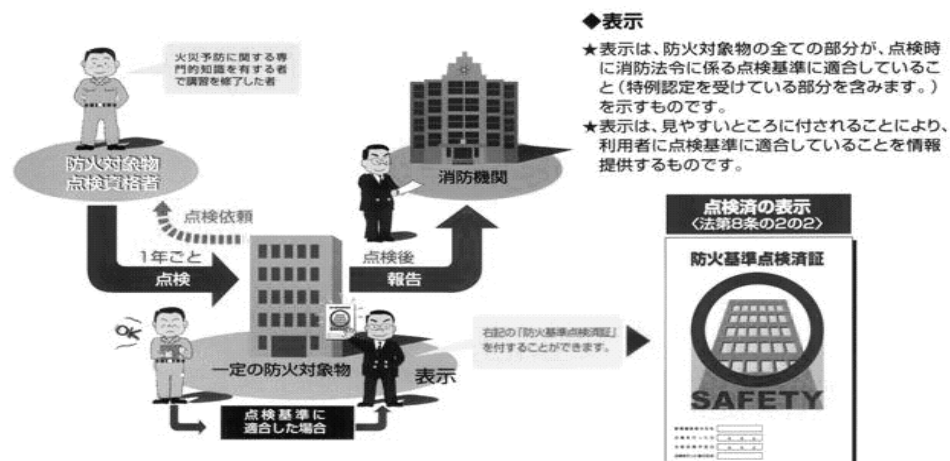 火災予防に関する専
門的知識を有する者
で講習を修了した者
防火対象物
点検資格者
点検依頼
1年ごと
点検
消防機関
点検後
報告
OK
一定の防火対象物
表示
点検基準に
適合した場合
右記の「防火基準点検済証」
を付することができます。
◆表示
★表示は、防火対象物の全ての部分が、点検時
に消防法令に係る点検基準に適合しているこ
と(特例認定を受けている部分を含みます。)
を示すものです。
★表示は、見やすいところに付されることにより、
利用者に点検基準に適合していることを情報
提供するものです。
点検済の表示
〈法第8条の2の2〉
防火基準点検済証
SAFETY